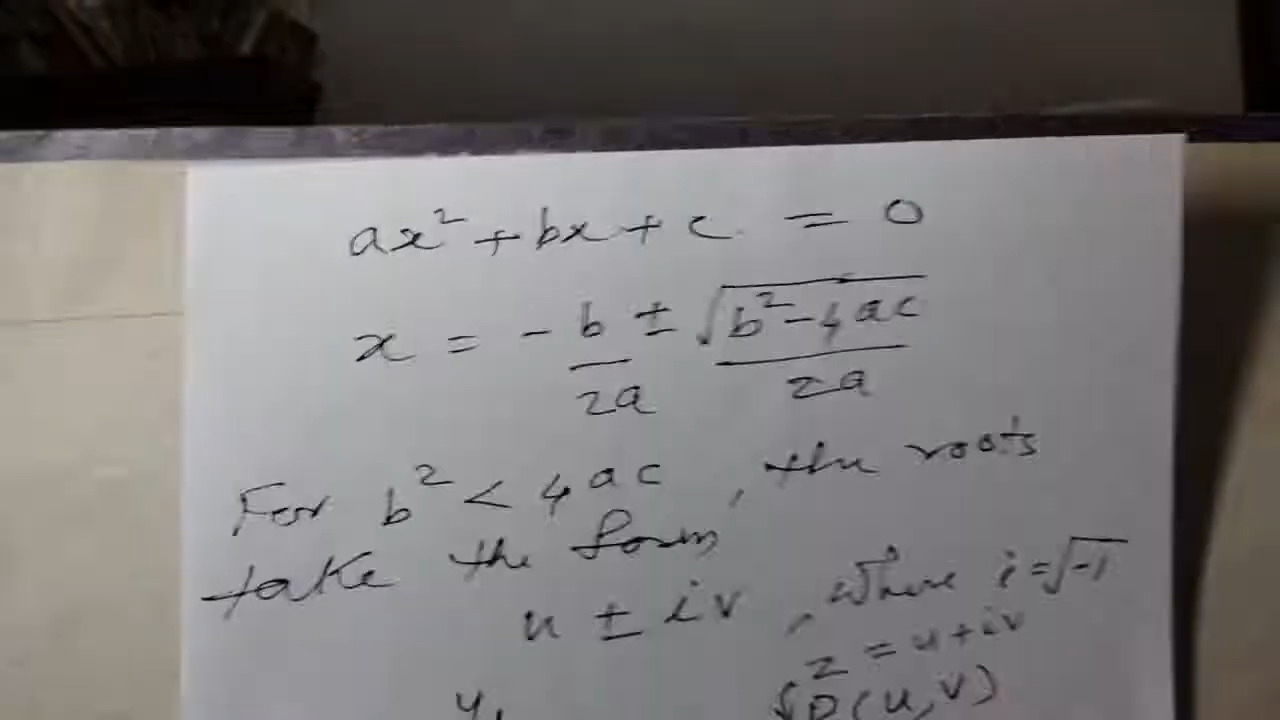 ax² + bx + c = 0
x = -b/2a ± √(b²-4ac)/2a
For b² < 4ac, the roots
take the form
u ± iv, where i = √-1
z = u + iv
P(u, v)
y